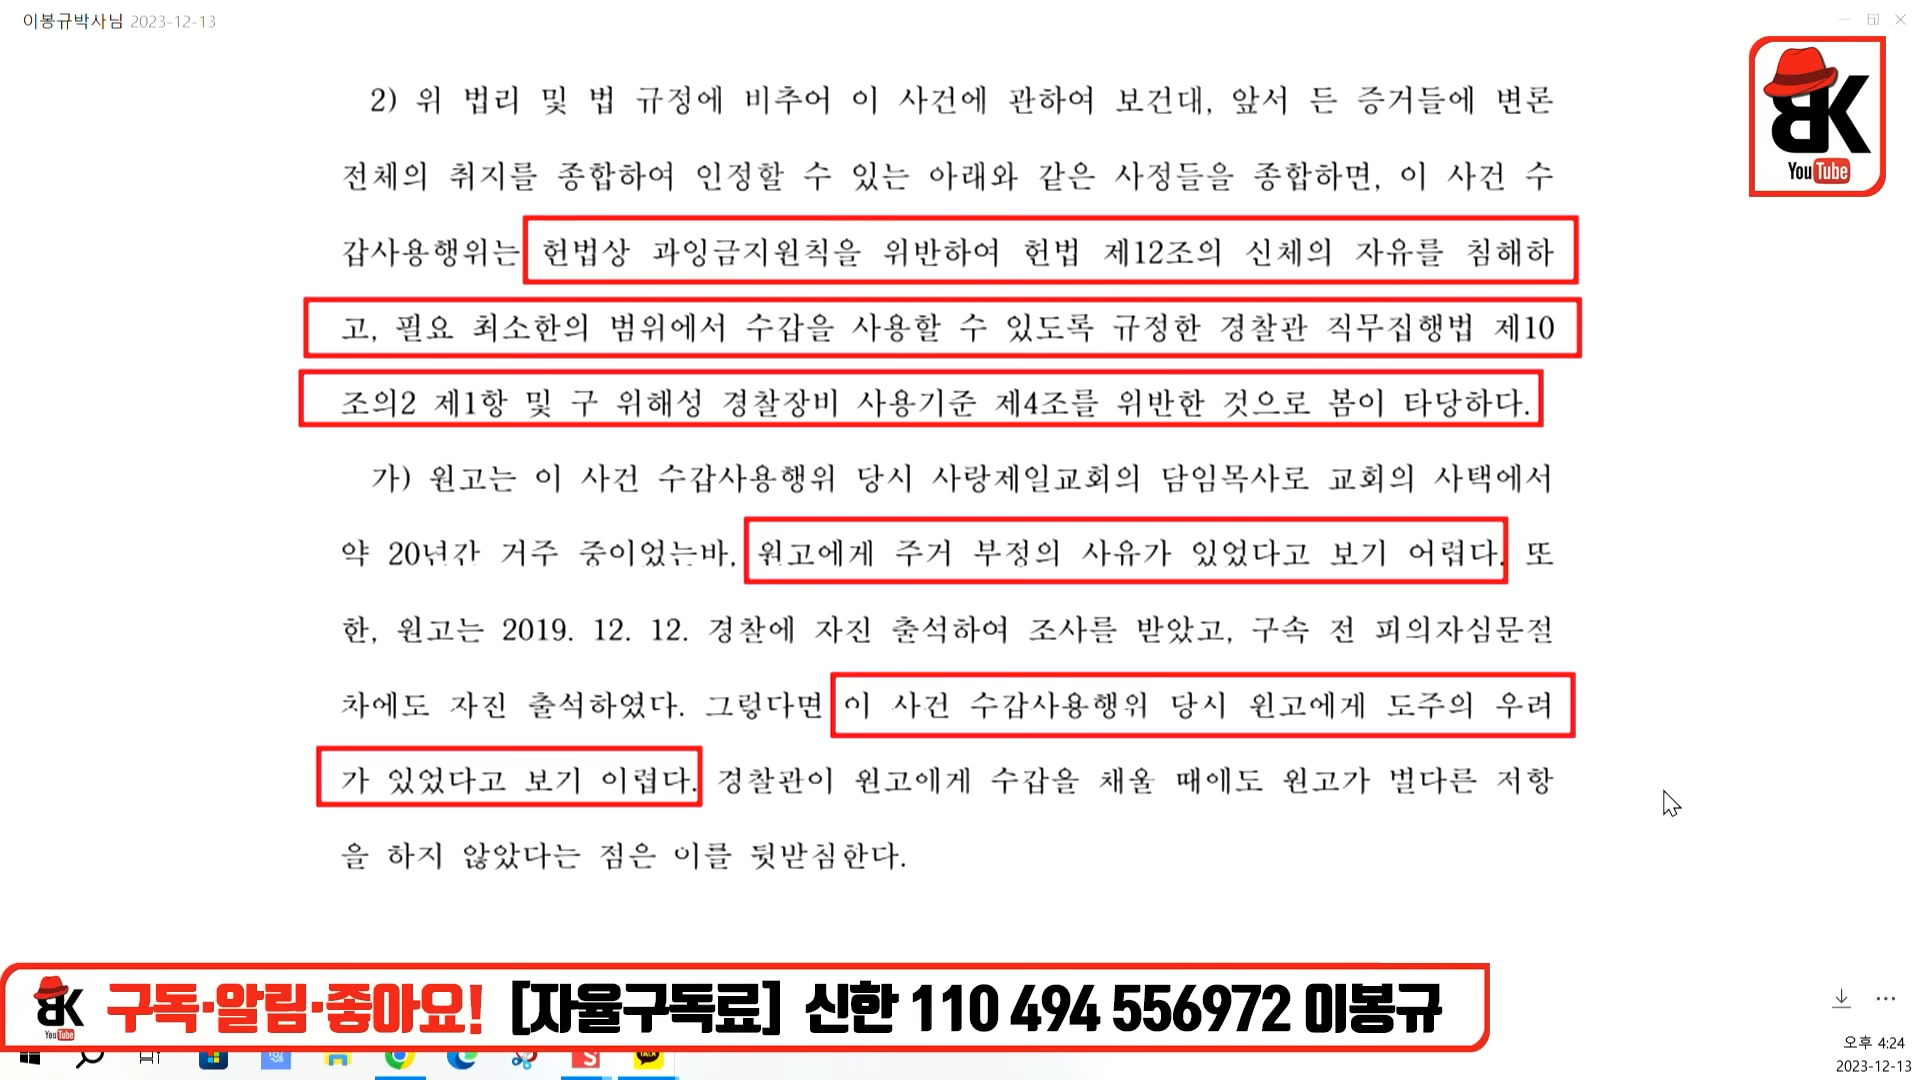 이봉규박사님 2023-12-13
BK
YouTube
2) 위 법리 및 법 규정에 비추어 이 사건에 관하여 보건대, 앞서 든 증거들에 변론
전체의 취지를 종합하여 인정할 수 있는 아래와 같은 사정들을 종합하면, 이 사건 수
갑사용행위는 헌법상 과잉금지원칙을 위반하여 헌법 제12조의 신체의 자유를 침해하
고, 필요 최소한의 범위에서 수갑을 사용할 수 있도록 규정한 경찰관 직무집행법 제10
조의2 제1항 및 구 위해성 경찰장비 사용기준 제4조를 위반한 것으로 봄이 타당하다.
가) 원고는 이 사건 수갑사용행위 당시 사랑제일교회의 담임목사로 교회의 사택에서
약 20년간 거주 중이었는바, 원고에게 주거 부정의 사유가 있었다고 보기 어렵다. 또
한, 원고는 2019. 12. 12. 경찰에 자진 출석하여 조사를 받았고, 구속 전 피의자심문절
차에도 자진 출석하였다. 그렇다면 이 사건 수갑사용행위 당시 원고에게 도주의 우려
가 있었다고 보기 어렵다. 경찰관이 원고에게 수갑을 채울 때에도 원고가 별다른 저항
을 하지 않았다는 점은 이를 뒷받침한다.
BK
YouTube
구독·알림·좋아요! [자율구독료] 신한 110 494 556972 이봉규
TALK
오후 4:24
2023-12-13